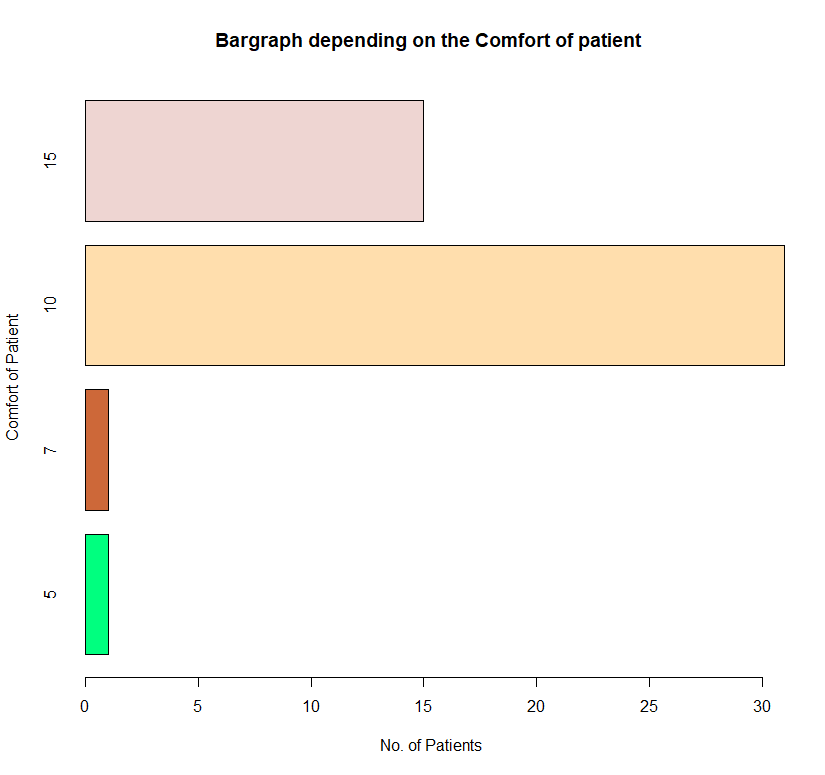 Bargraph depending on the Comfort of patient
Comfort of Patient
15
10
7
5
0 5 10 15 20 25 30
No. of Patients